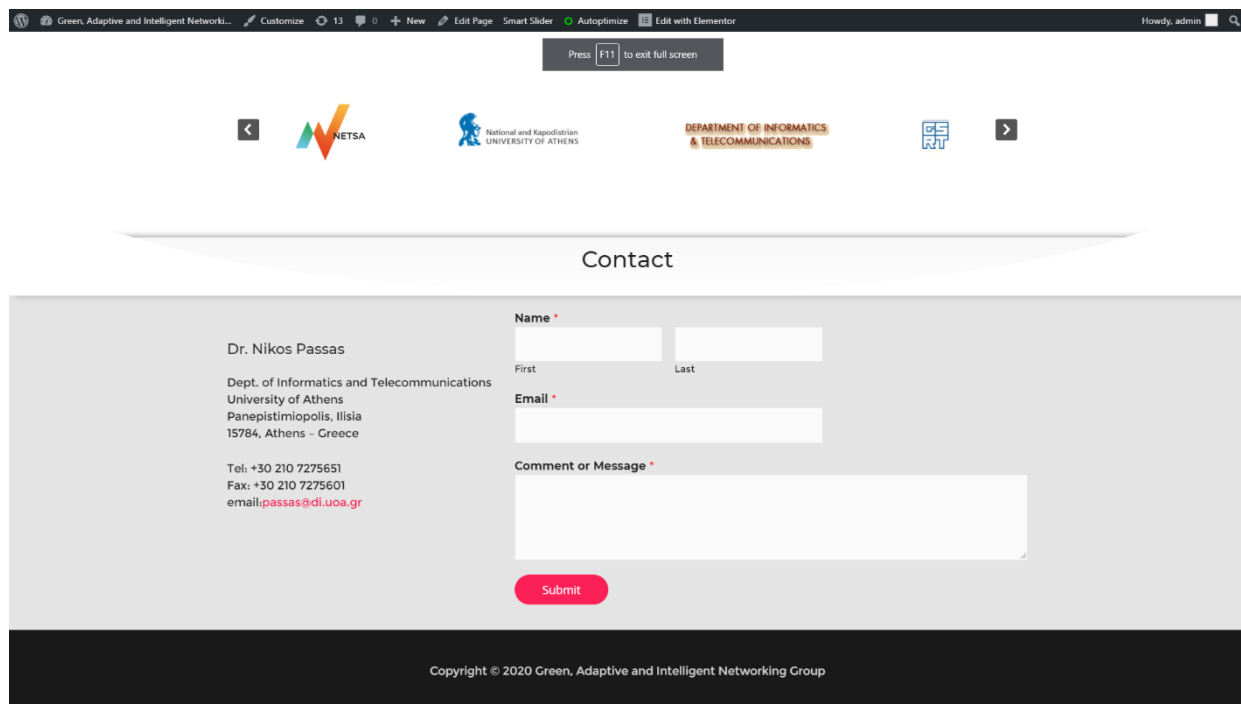 Green, Adaptive and Intelligent Networki... Customize 13 0 New Edit Page Smart Slider Autoptimize Edit with Elementor Howdy, admin
Press F11 to exit full screen
NETSA
National and Kapodistrian
UNIVERSITY OF ATHENS
DEPARTMENT OF INFORMATICS
& TELECOMMUNICATIONS
GS
RT
Contact
Dr. Nikos Passas
Dept. of Informatics and Telecommunications
University of Athens
Panepistimiopolis, Ilisia
15784, Athens – Greece
Tel: +30 210 7275651
Fax: +30 210 7275601
email:passas@di.uoa.gr
Name *
First Last
Email *
Comment or Message *
Submit
Copyright © 2020 Green, Adaptive and Intelligent Networking Group